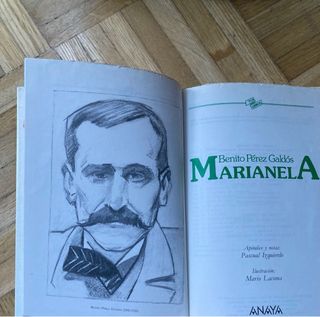 Benito Pérez Galdós
MARIANELA
Apéndice y notas:
Pascual Izquierdo
Ilustración:
Mario Lacoma
ANAYA